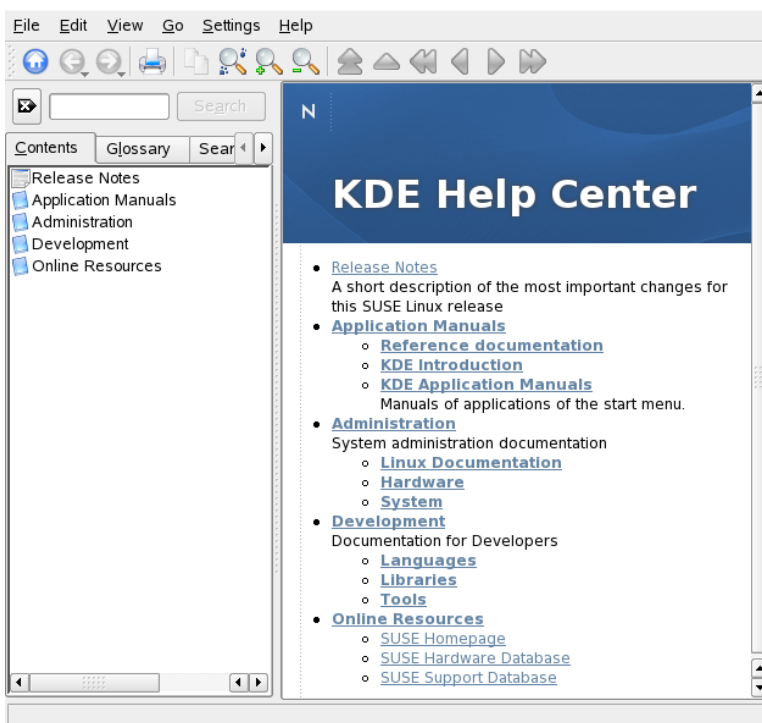 File Edit View Go Settings Help
Search
Contents Glossary Sear
Release Notes
Application Manuals
Administration
Development
Online Resources
N
KDE Help Center
Release Notes
A short description of the most important changes for
this SUSE Linux release
Application Manuals
Reference documentation
KDE Introduction
KDE Application Manuals
Manuals of applications of the start menu.
Administration
System administration documentation
Linux Documentation
Hardware
System
Development
Documentation for Developers
Languages
Libraries
Tools
Online Resources
SUSE Homepage
SUSE Hardware Database
SUSE Support Database